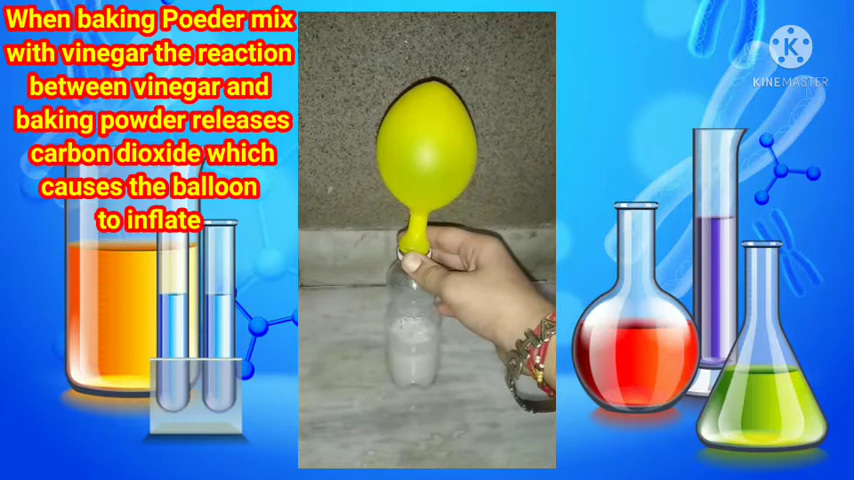 When baking Poeder mix
with vinegar the reaction
between vinegar and
baking powder releases
carbon dioxide which
causes the balloon
to inflate
K
KINEMASTER